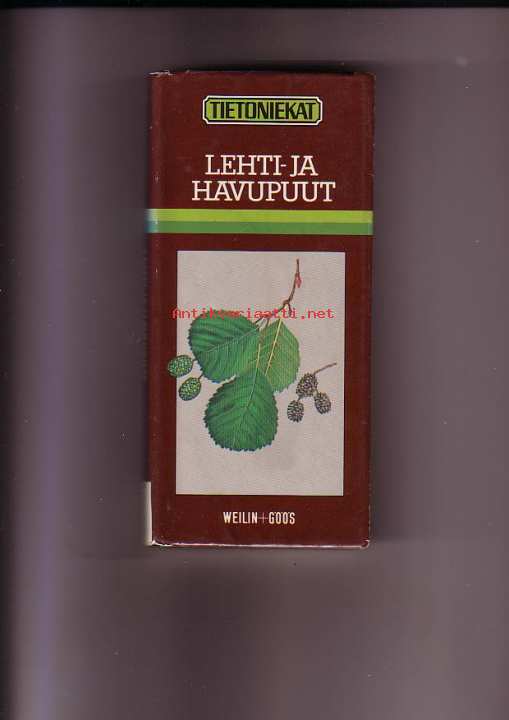 TIETONIEKAT
LEHTI-JA
HAVUPUUT
Antikvariaatti.net
WEILIN+GÖÖS